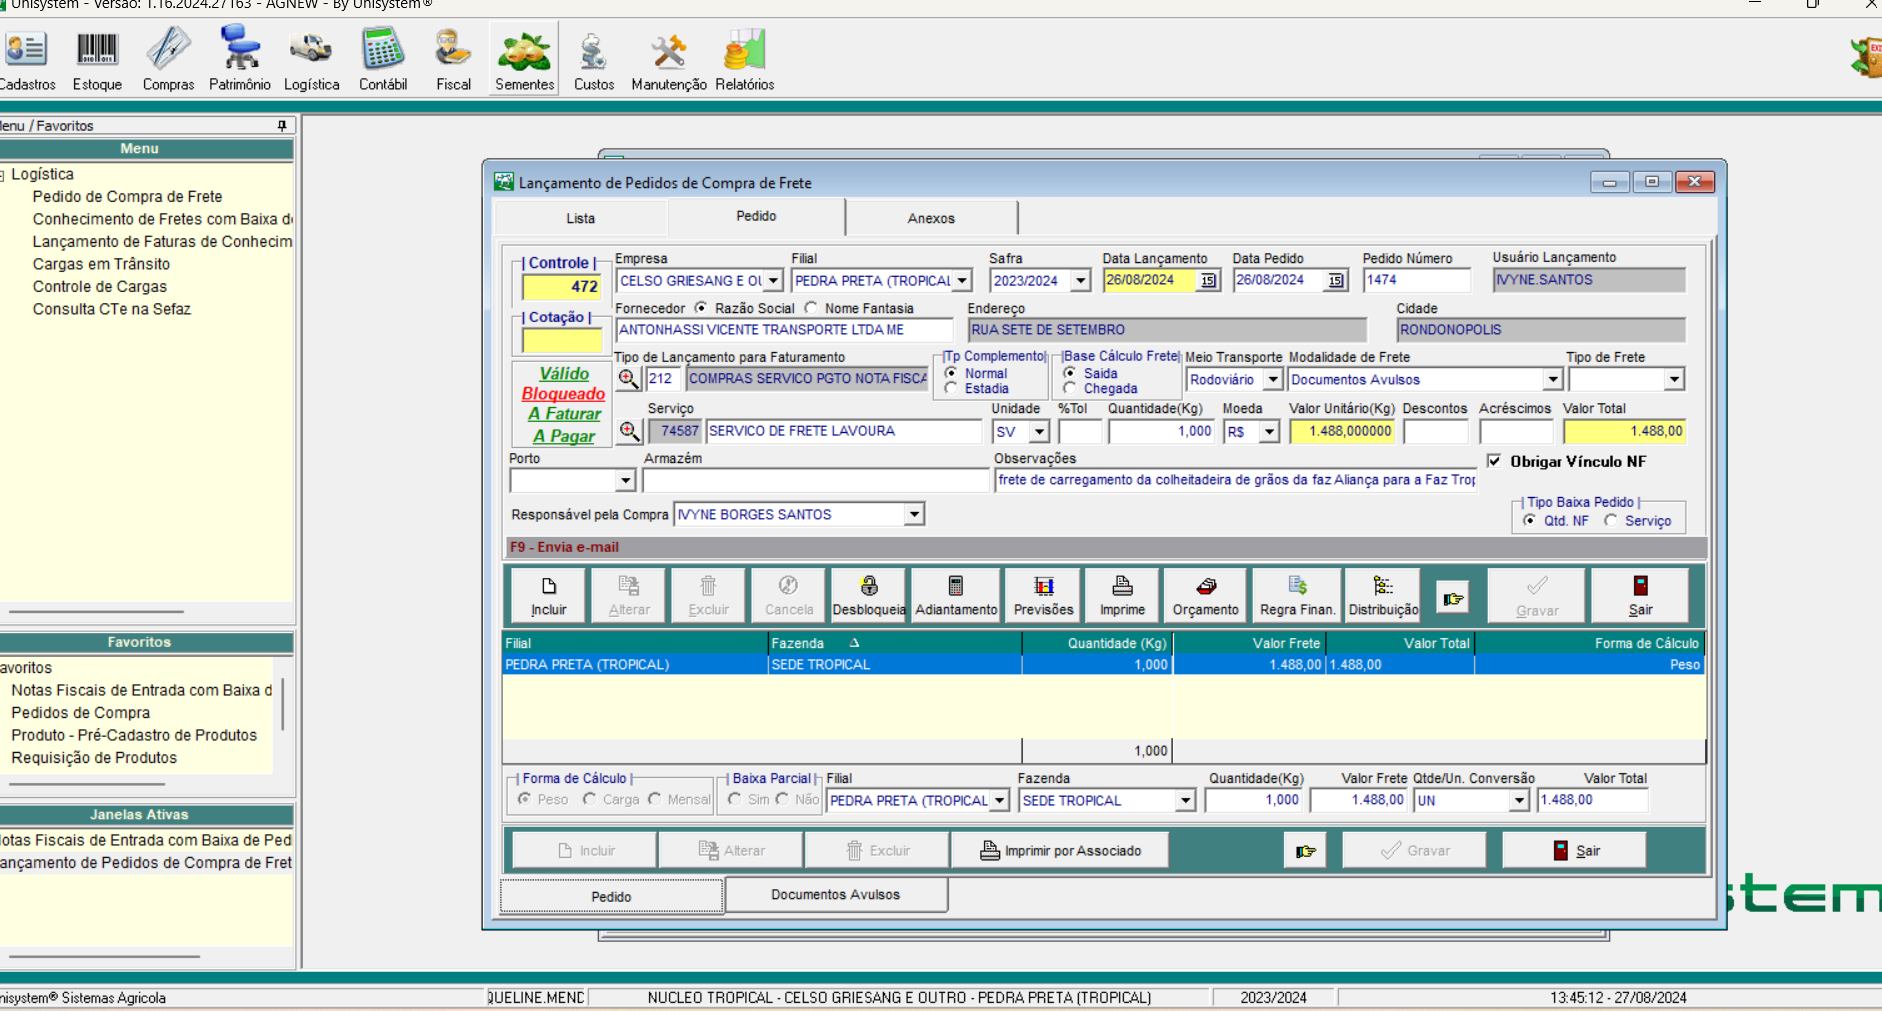 Unisystem - Versão: 1.16.2024.27163 - AGNEW - By Unisystem®
Cadastros Estoque Compras Patrimônio Logística Contábil Fiscal Sementes Custos Manutenção Relatórios
Menu / Favoritos
Menu
Logística
Pedido de Compra de Frete
Conhecimento de Fretes com Baixa de
Lançamento de Faturas de Conhecim
Cargas em Trânsito
Controle de Cargas
Consulta CTe na Sefaz
Favoritos
avoritos
Notas Fiscais de Entrada com Baixa d
Pedidos de Compra
Produto - Pré-Cadastro de Produtos
Requisição de Produtos
Janelas Ativas
Notas Fiscais de Entrada com Baixa de Pedi
ançamento de Pedidos de Compra de Fret
Lançamento de Pedidos de Compra de Frete
Lista Pedido Anexos
Controle Empresa Filial Safra Data Lançamento Data Pedido Pedido Número Usuário Lançamento
472 CELSO GRIESANG E OU PEDRA PRETA (TROPICAL 2023/2024 26/08/2024 15 26/08/2024 15 1474 IVYNE.SANTOS
Cotação Fornecedor Razão Social Nome Fantasia Endereço Cidade
ANTONHASSI VICENTE TRANSPORTE LTDA ME RUA SETE DE SETEMBRO RONDONOPOLIS
Tipo de Lançamento para Faturamento Tp Complemento Base Cálculo Frete Meio Transporte Modalidade de Frete Tipo de Frete
Válido 212 COMPRAS SERVICO PGTO NOTA FISCA Normal Saida Rodoviário Documentos Avulsos
Bloqueado Estadia Chegada
A Faturar Serviço Unidade %Tol Quantidade(Kg) Moeda Valor Unitário(Kg) Descontos Acréscimos Valor Total
A Pagar 74587 SERVICO DE FRETE LAVOURA SV 1,000 R$ 1.488,000000 1.488,00
Porto Armazém Observações Obrigar Vínculo NF
frete de carregamento da colheitadeira de grãos da faz Aliança para a Faz Trop
Tipo Baixa Pedido
Responsável pela Compra IVYNE BORGES SANTOS Qtd. NF Serviço
F9 - Envia e-mail
Incluir Alterar Excluir Cancela Desbloqueia Adiantamento Previsões Imprime Orçamento Regra Finan. Distribuição Gravar Sair
Filial Fazenda Quantidade (Kg) Valor Frete Valor Total Forma de Cálculo
PEDRA PRETA (TROPICAL) SEDE TROPICAL 1,000 1.488,00 1.488,00 Peso
1,000
Forma de Cálculo Baixa Parcial Filial Fazenda Quantidade(Kg) Valor Frete Qtde/Un. Conversão Valor Total
Peso Carga Mensal Sim Não PEDRA PRETA (TROPICAL SEDE TROPICAL 1,000 1.488,00 UN 1.488,00
Incluir Alterar Excluir Imprimir por Associado Gravar Sair
Pedido Documentos Avulsos
stem
nisystem® Sistemas Agricola QUELINE.MEND NUCLEO TROPICAL - CELSO GRIESANG E OUTRO - PEDRA PRETA (TROPICAL) 2023/2024 13:45:12 - 27/08/2024